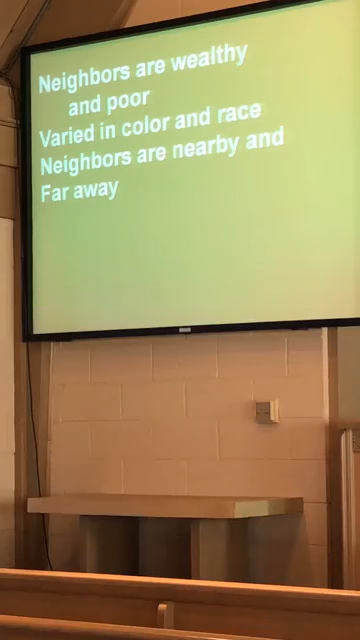 Neighbors are wealthy
and poor
Varied in color and race
Neighbors are nearby and
Far away